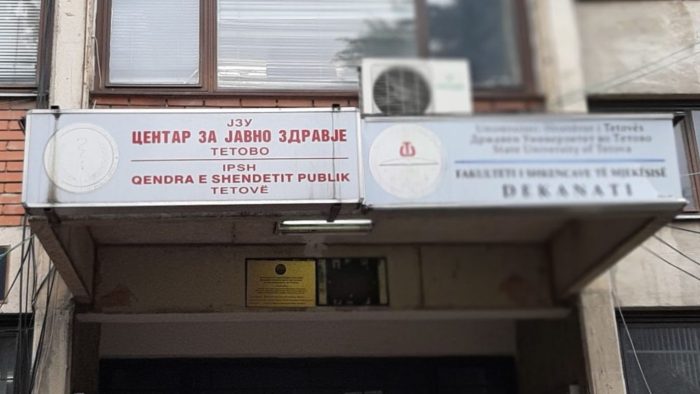 ЈЗУ
ЦЕНТАР ЗА ЈАВНО ЗДРАВЈЕ
ТЕТОВО
IPSH
QENDRA E SHENDETIT PUBLIK
TETOVË
Universiteti Shtetëror i Tetovës
Државен Универзитет во Тетово
State University of Tetova
FAKULTETI I SHKENCAVE TË MJEKËSISË
DEKANATI